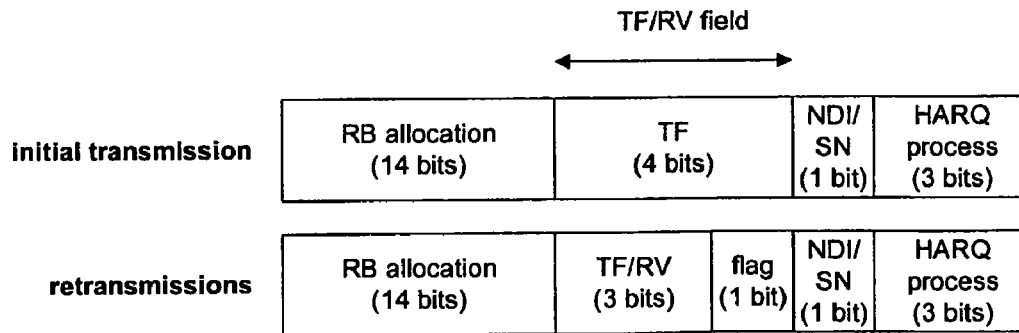 TF/RV field
initial transmission
RB allocation
(14 bits)
TF
(4 bits)
NDI/
SN
(1 bit)
HARQ
process
(3 bits)
retransmissions
RB allocation
(14 bits)
TF/RV
(3 bits)
flag
(1 bit)
NDI/
SN
(1 bit)
HARQ
process
(3 bits)